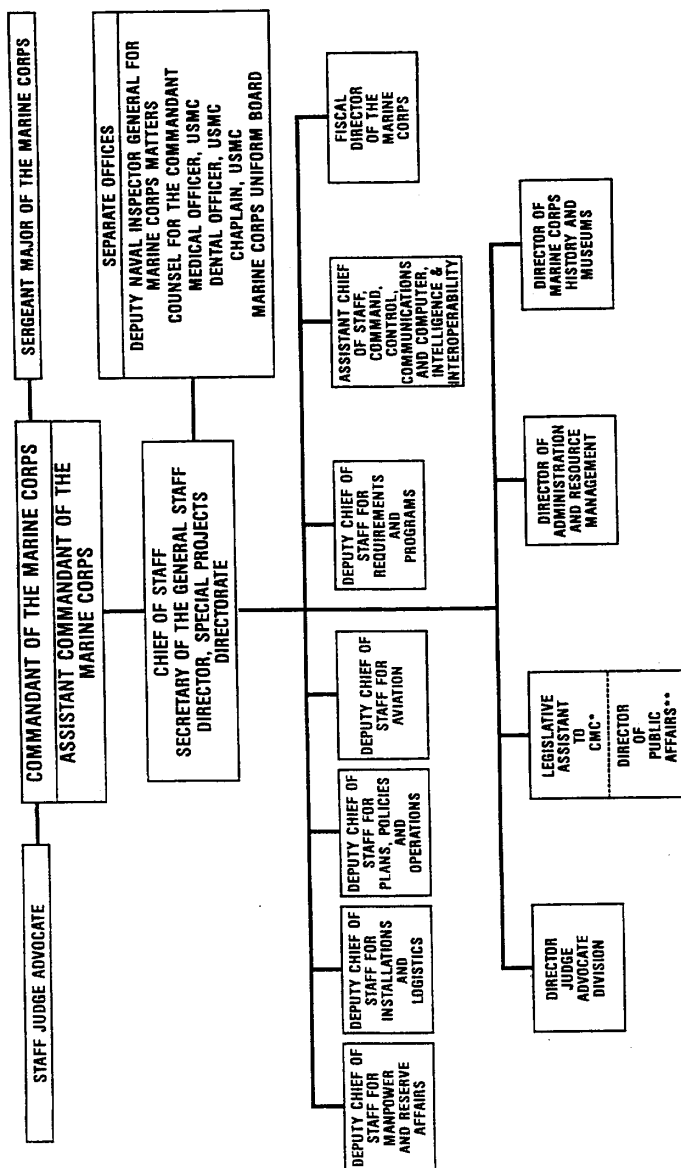 STAFF JUDGE ADVOCATE
COMMANDANT OF THE MARINE CORPS
ASSISTANT COMMANDANT OF THE
MARINE CORPS
SERGEANT MAJOR OF THE MARINE CORPS
CHIEF OF STAFF
SECRETARY OF THE GENERAL STAFF
DIRECTOR, SPECIAL PROJECTS
DIRECTORATE
SEPARATE OFFICES
DEPUTY NAVAL INSPECTOR GENERAL FOR
MARINE CORPS MATTERS
COUNSEL FOR THE COMMANDANT
MEDICAL OFFICER, USMC
DENTAL OFFICER, USMC
CHAPLAIN, USMC
MARINE CORPS UNIFORM BOARD
DEPUTY CHIEF OF
STAFF FOR
MANPOWER
AND RESERVE
AFFAIRS
DEPUTY CHIEF OF
STAFF FOR
INSTALLATIONS
AND
LOGISTICS
DEPUTY CHIEF OF
STAFF FOR
PLANS, POLICIES
AND
OPERATIONS
DEPUTY CHIEF OF
STAFF FOR
AVIATION
DEPUTY CHIEF OF
STAFF FOR
REQUIREMENTS
AND
PROGRAMS
ASSISTANT CHIEF
OF STAFF,
COMMAND,
CONTROL,
COMMUNICATIONS
AND COMPUTER,
INTELLIGENCE &
INTEROPERABILITY
FISCAL
DIRECTOR
OF THE
MARINE
CORPS
DIRECTOR
JUDGE
ADVOCATE
DIVISION
LEGISLATIVE
ASSISTANT
TO
CMC*
DIRECTOR
OF
PUBLIC
AFFAIRS**
DIRECTOR OF
ADMINISTRATION
AND RESOURCE
MANAGEMENT
DIRECTOR OF
MARINE CORPS
HISTORY AND
MUSEUMS